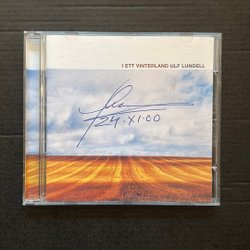 I ETT VINTERLAND ULF LUNDELL
24.XI.00